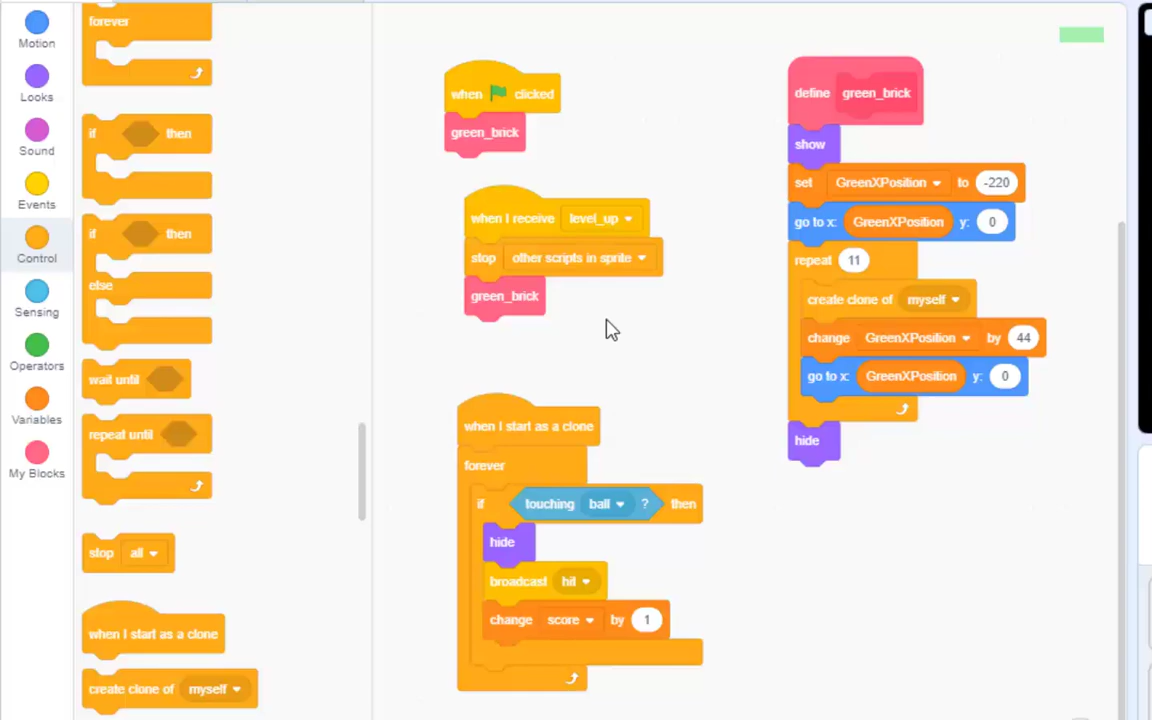 Motion
Looks
Sound
Events
Control
Sensing
Operators
Variables
My Blocks
forever
if then
if then
else
wait until
repeat until
stop all
when I start as a clone
create clone of myself
when clicked
green_brick
when I receive level_up
stop other scripts in sprite
green_brick
when I start as a clone
forever
if touching ball ? then
hide
broadcast hit
change score by 1
define green_brick
show
set GreenXPosition to -220
go to x: GreenXPosition y: 0
repeat 11
create clone of myself
change GreenXPosition by 44
go to x: GreenXPosition y: 0
hide